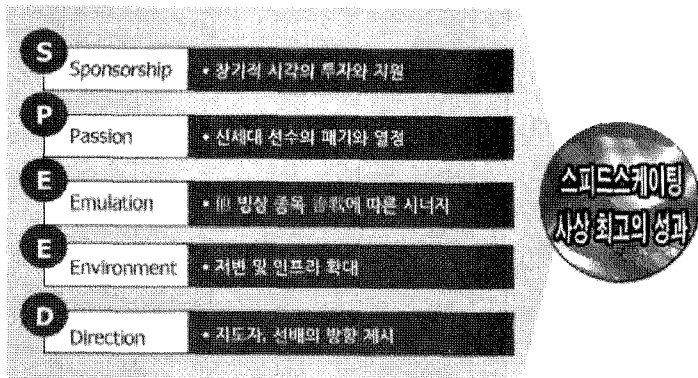 S
Sponsorship
• 장기적 시각의 투자와 지원
P
Passion
• 신세대 선수의 패기와 열정
E
Emulation
• 他 빙상 종목 善戰에 따른 시너지
E
Environment
• 저변 및 인프라 확대
D
Direction
• 지도자, 선배의 방향 제시
스피드스케이팅
사상 최고의 성과